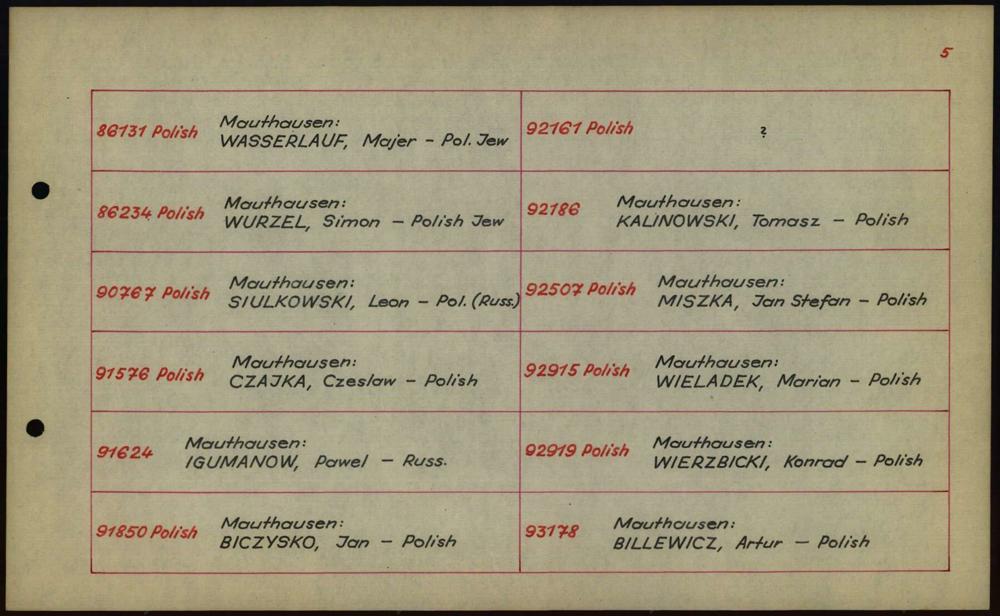 5
86131 Polish Mauthausen:
WASSERLAUF, Majer - Pol. Jew
92161 Polish ?
86234 Polish Mauthausen:
WURZEL, Simon - Polish Jew
92186 Mauthausen:
KALINOWSKI, Tomasz - Polish
90767 Polish Mauthausen:
SIULKOWSKI, Leon - Pol. (Russ.)
92507 Polish Mauthausen:
MISZKA, Jan Stefan - Polish
91576 Polish Mauthausen:
CZAJKA, Czeslaw - Polish
92915 Polish Mauthausen:
WIELADEK, Marian - Polish
91624 Mauthausen:
IGUMANOW, Pawel - Russ.
92919 Polish Mauthausen:
WIERZBICKI, Konrad - Polish
91850 Polish Mauthausen:
BICZYSKO, Jan - Polish
93178 Mauthausen:
BILLEWICZ, Artur - Polish